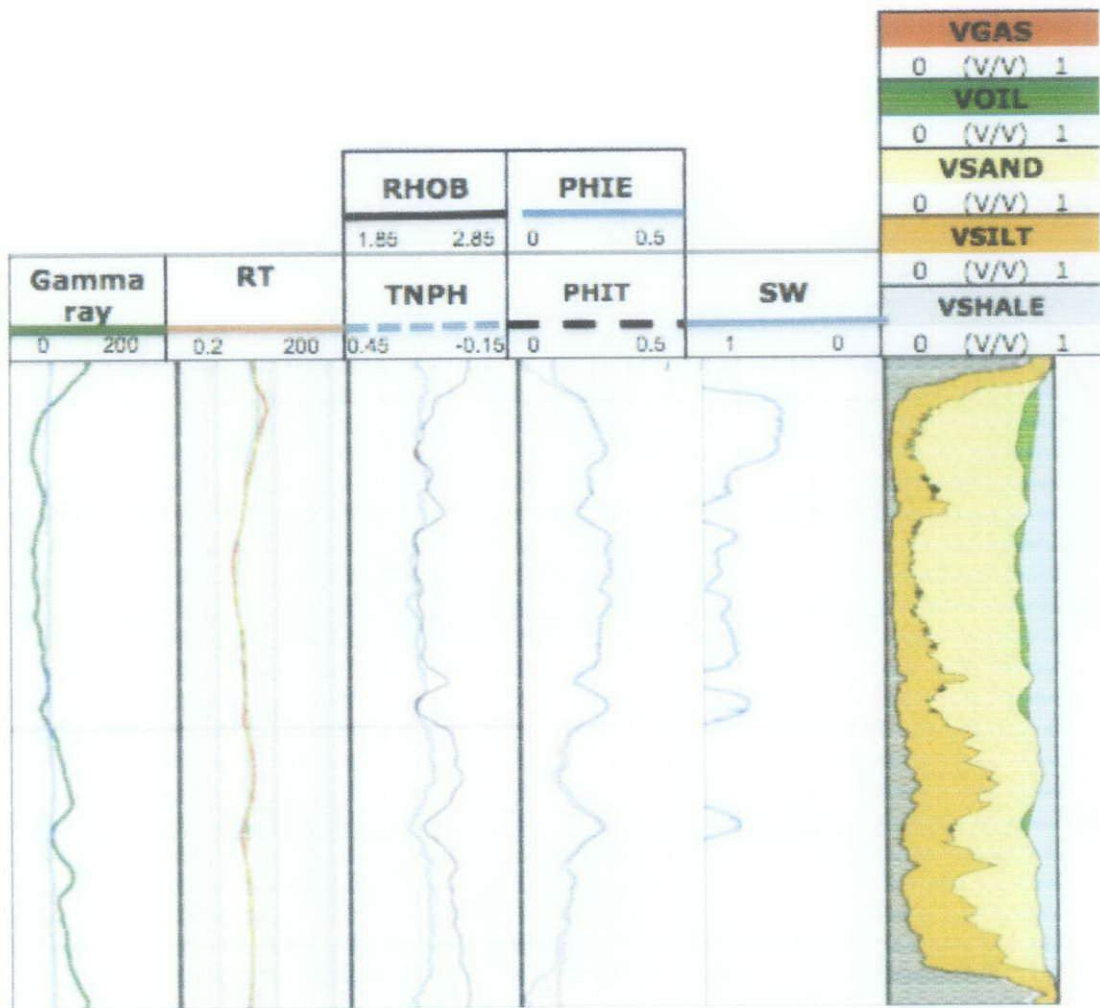 VGAS
0 (V/V) 1
VOIL
0 (V/V) 1
VSAND
0 (V/V) 1
VSILT
0 (V/V) 1
VSHALE
0 (V/V) 1
RHOB
1.85 2.85
TNPH
0.45 -0.15
PHIE
0 0.5
PHIT
0 0.5
Gamma
ray
0 200
RT
0.2 200
SW
1 0